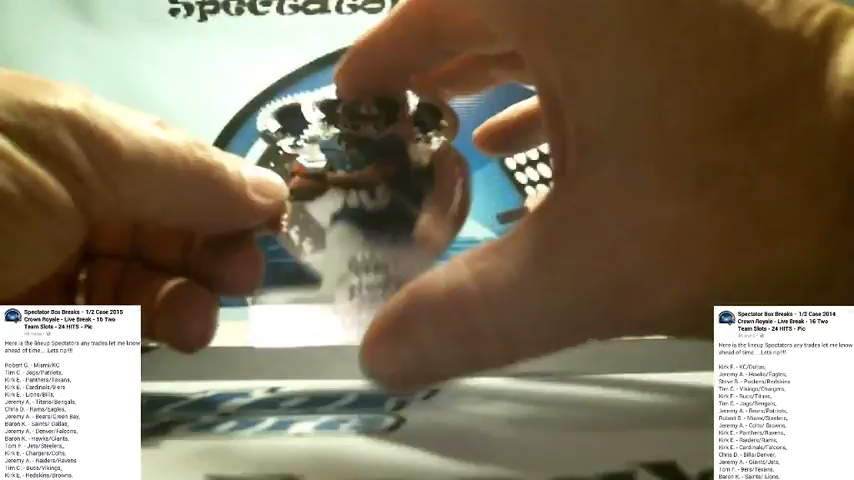 Spectator
Spectator Box Breaks - 1/2 Case 2015
Crown Royale - Live Break - 16 Two
Team Slots - 24 HITS - Pic
Here is the lineup Spectators any trades let me know
ahead of time....Lets rip!!!!
Robert G. - Miami/KC
Tim C. - Jags/Patriots,
Kirk E. - Panthers/Texans,
Kirk E. - Cardinals/9ers
Kirk E. - Lions/Bills,
Jeremy A. - Titans/Bengals,
Chris D. - Rams/Eagles,
Jeremy A. - Bears/Green Bay,
Baron K. - Saints/ Dallas,
Jeremy A. - Denver/Falcons,
Baron K. - Hawks/Giants,
Tom F. - Jets/Steelers,
Kirk E. - Chargers/Colts,
Jeremy A. - Raiders/Ravens
Tim C. - Bucs/Vikings,
Kirk E. - Redskins/Browns,
Spectator Box Breaks - 1/2 Case 2014
Crown Royale - Live Break - 16 Two
Team Slots - 24 HITS - Pic
Here is the lineup Spectators any trades let me know
ahead of time....Lets rip!!!!
Kirk F. - KC/Dallas,
Jeremy A. - Hawks/Eagles,
Steve B. - Packers/Redskins
Tim E. - Vikings/Chargers,
Kirk F. - Bucs/Titans,
Tim E. - Jags/Bengals,
Jeremy A. - Bears/Patriots,
Robert G. - Miami/Steelers,
Jeremy A. - Colts/ Browns,
Kirk E. - Panthers/Ravens,
Kirk E. - Raiders/Rams,
Kirk E. - Cardinals/Falcons,
Chris D. - Bills/Denver,
Jeremy A. - Giants/Jets,
Tom F. - 9ers/Texans,
Baron K. - Saints/ Lions,